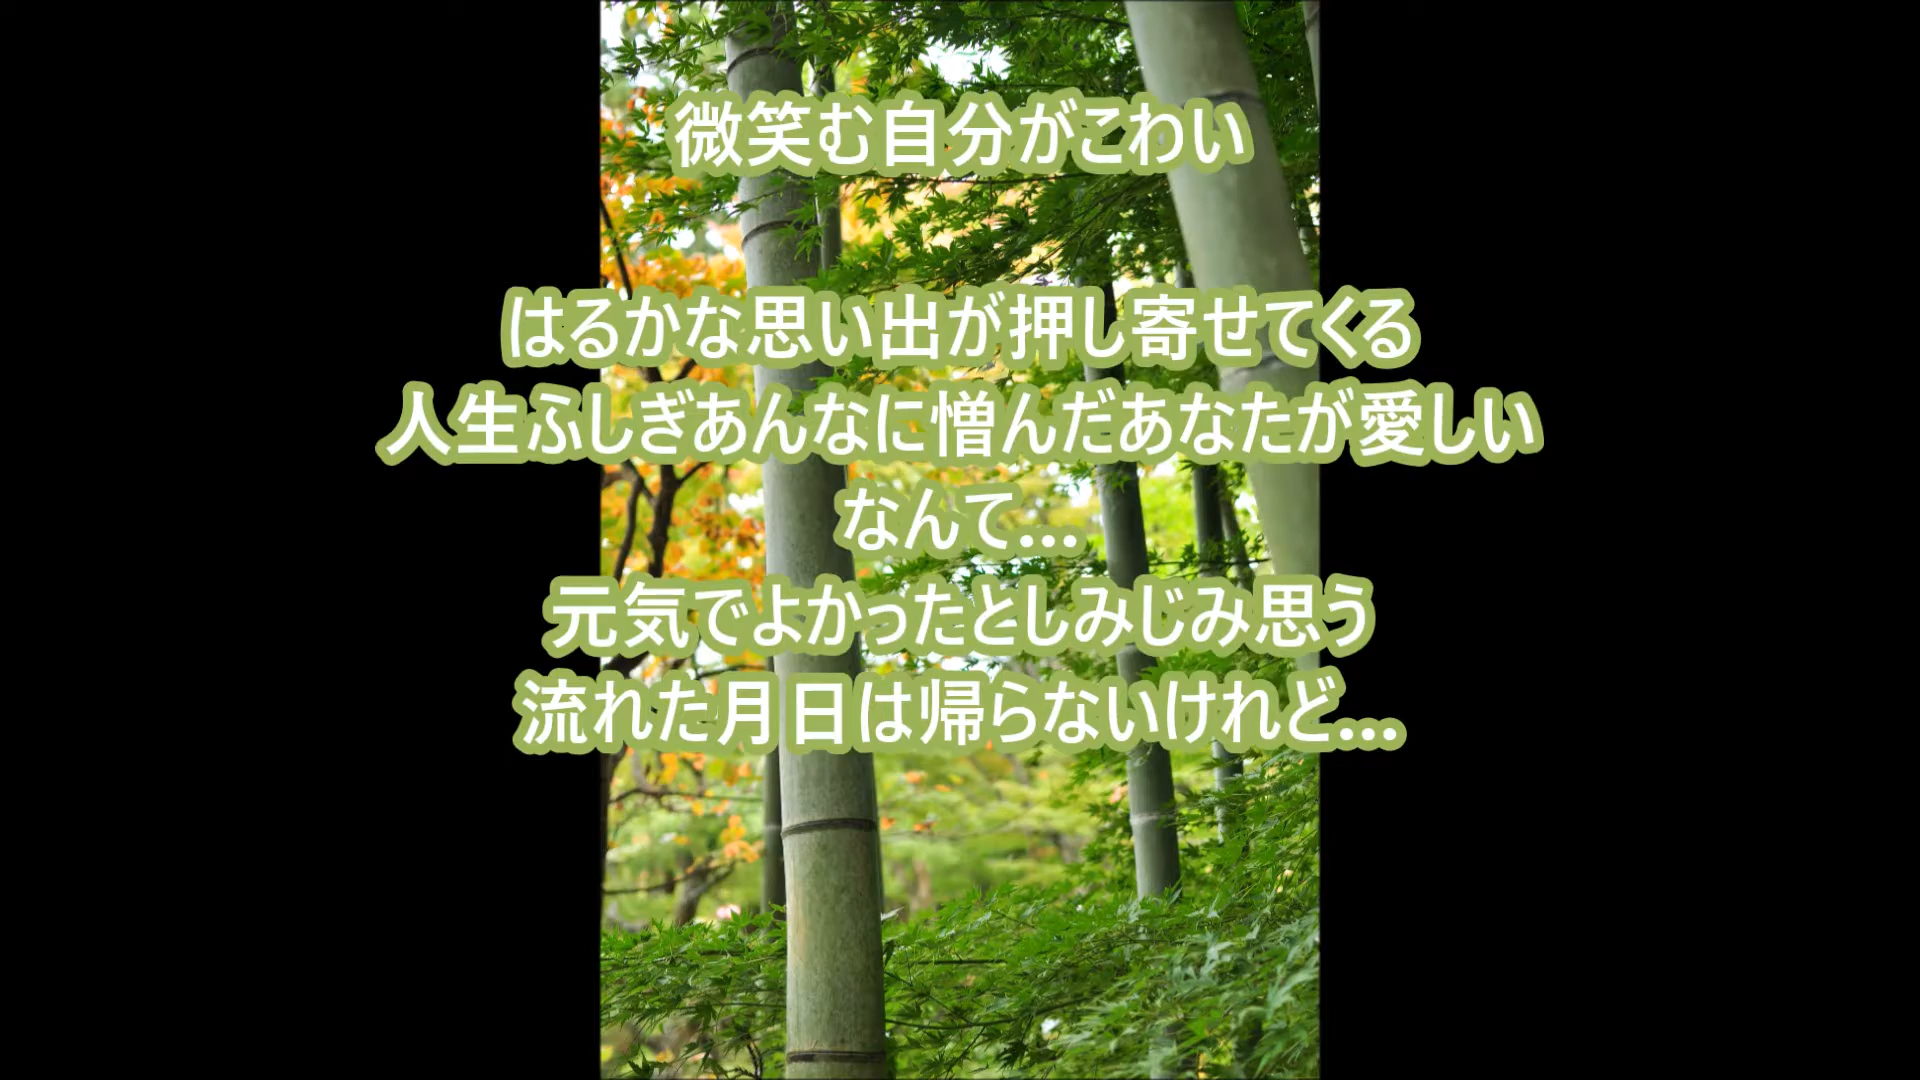 微笑む自分がこわい
はるかな思い出が押し寄せてくる
人生ふしぎあんなに憎んだあなたが愛しい
なんて...
元気でよかったとしみじみ思う
流れた月日は帰らないけれど...